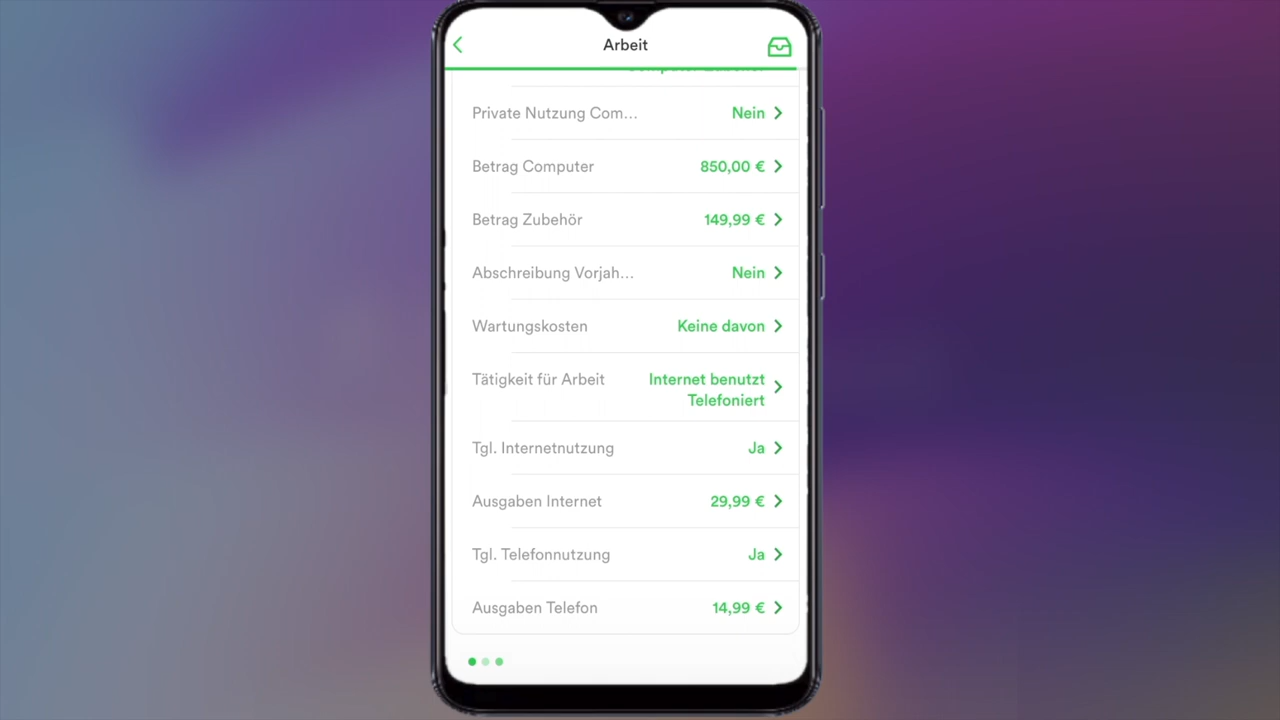 Arbeit
Private Nutzung Com... Nein
Betrag Computer 850,00 €
Betrag Zubehör 149,99 €
Abschreibung Vorjah... Nein
Wartungskosten Keine davon
Tätigkeit für Arbeit Internet benutzt
Telefoniert
Tgl. Internetnutzung Ja
Ausgaben Internet 29,99 €
Tgl. Telefonnutzung Ja
Ausgaben Telefon 14,99 €